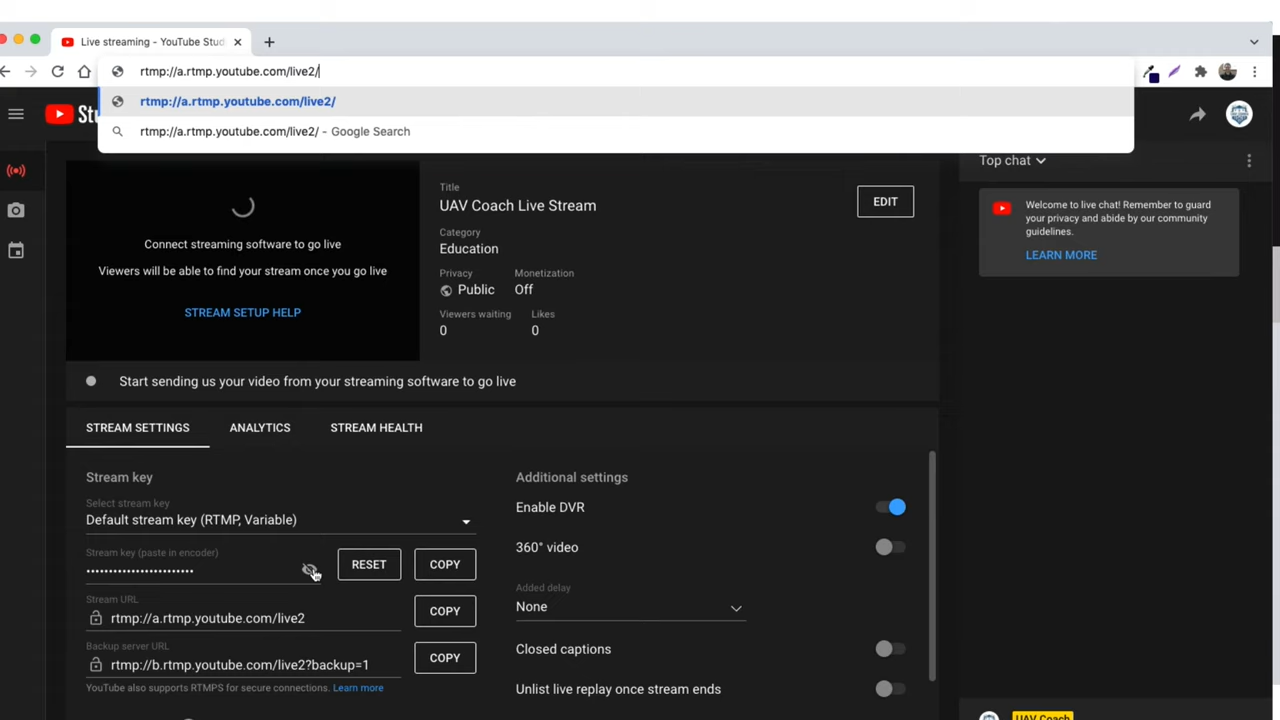 Live streaming - YouTube Stud
rtmp://a.rtmp.youtube.com/live2/
rtmp://a.rtmp.youtube.com/live2/
rtmp://a.rtmp.youtube.com/live2/ - Google Search
Stu
Connect streaming software to go live
Viewers will be able to find your stream once you go live
STREAM SETUP HELP
Title
UAV Coach Live Stream
EDIT
Category
Education
Privacy
Monetization
Public
Off
Viewers waiting
Likes
0
0
Top chat
Welcome to live chat! Remember to guard
your privacy and abide by our community
guidelines.
LEARN MORE
Start sending us your video from your streaming software to go live
STREAM SETTINGS
ANALYTICS
STREAM HEALTH
Stream key
Select stream key
Default stream key (RTMP, Variable)
Stream key (paste in encoder)
••••••••••••••••••••••••
RESET
COPY
Stream URL
rtmp://a.rtmp.youtube.com/live2
COPY
Backup server URL
rtmp://b.rtmp.youtube.com/live2?backup=1
COPY
YouTube also supports RTMPS for secure connections. Learn more
Additional settings
Enable DVR
360° video
Added delay
None
Closed captions
Unlist live replay once stream ends
UAV Coach